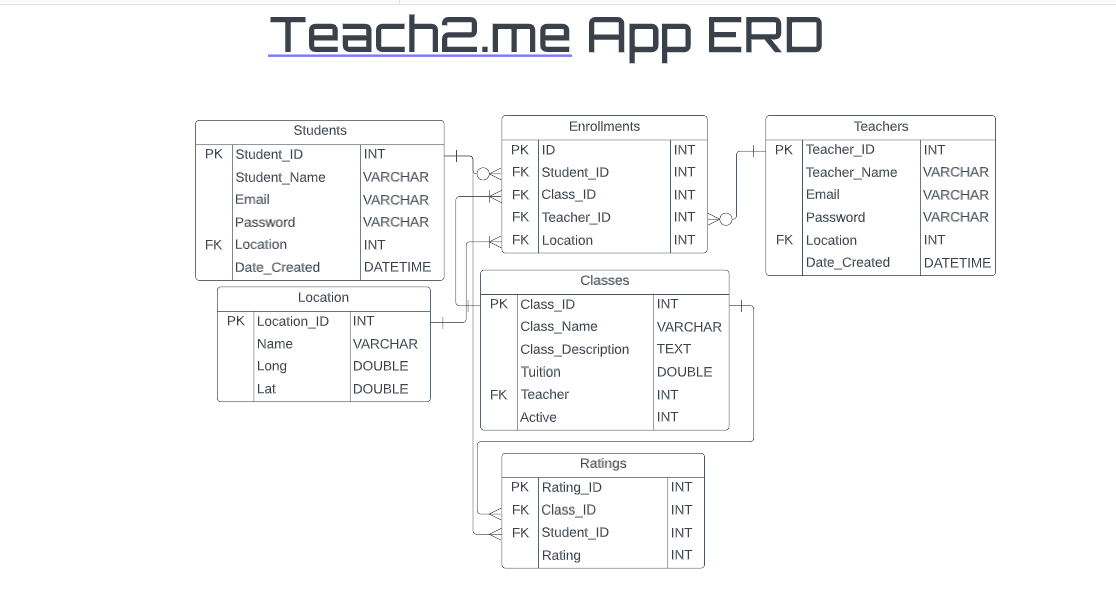 Teach2.me App ERD
Students
PK Student_ID INT
Student_Name VARCHAR
Email VARCHAR
Password VARCHAR
FK Location INT
Date_Created DATETIME
Enrollments
PK ID INT
FK Student_ID INT
FK Class_ID INT
FK Teacher_ID INT
FK Location INT
Teachers
PK Teacher_ID INT
Teacher_Name VARCHAR
Email VARCHAR
Password VARCHAR
FK Location INT
Date_Created DATETIME
Location
PK Location_ID INT
Name VARCHAR
Long DOUBLE
Lat DOUBLE
Classes
PK Class_ID INT
Class_Name VARCHAR
Class_Description TEXT
Tuition DOUBLE
FK Teacher INT
Active INT
Ratings
PK Rating_ID INT
FK Class_ID INT
FK Student_ID INT
Rating INT